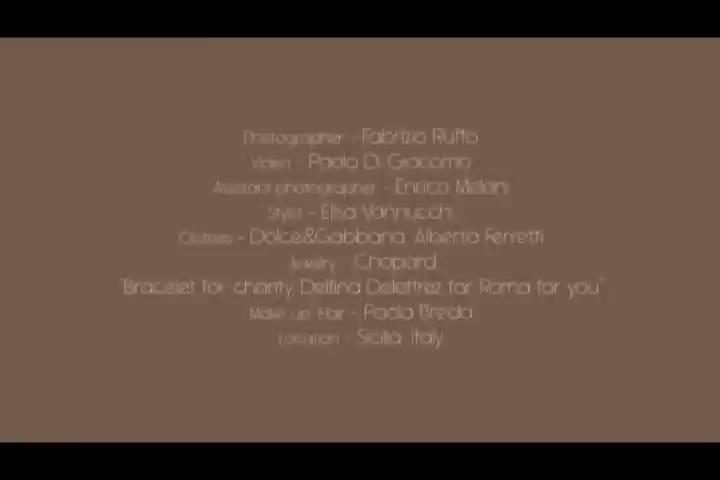 Photographer - Fabrizio Ruffo
Video - Paolo Di Giacomo
Assistant photographer - Enrico Melani
Stylist - Elisa Vannucchi
Clothes - Dolce&Gabbana, Alberta Ferretti
Jewelry - Chopard
"Bracelet for charity Delfina Delettrez for Roma for you"
Make up, Hair - Paola Breda
Location - Sicilia, Italy